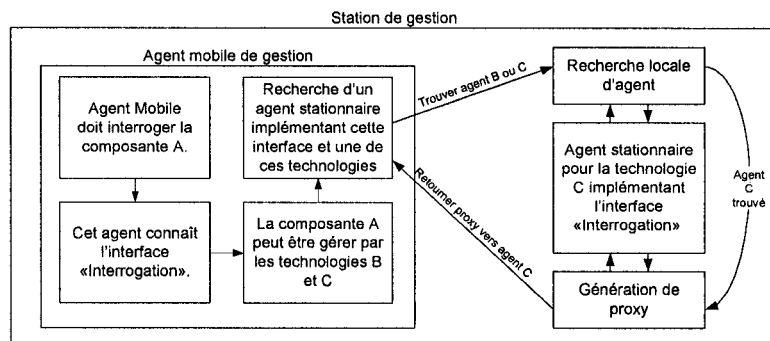 Station de gestion
Agent mobile de gestion
Agent Mobile
doit interroger la
composante A.
Cet agent connaît
l'interface
«Interrogation».
La composante A
peut être gérer par
les technologies B
et C
Recherche d'un
agent stationnaire
implémentant cette
interface et une de
ces technologies
Trouver agent B ou C
Retourner proxy vers agent C
Recherche locale
d'agent
Agent stationnaire
pour la technologie
C implémentant
l'interface
«Interrogation»
Agent
C
trouvé
Génération de
proxy